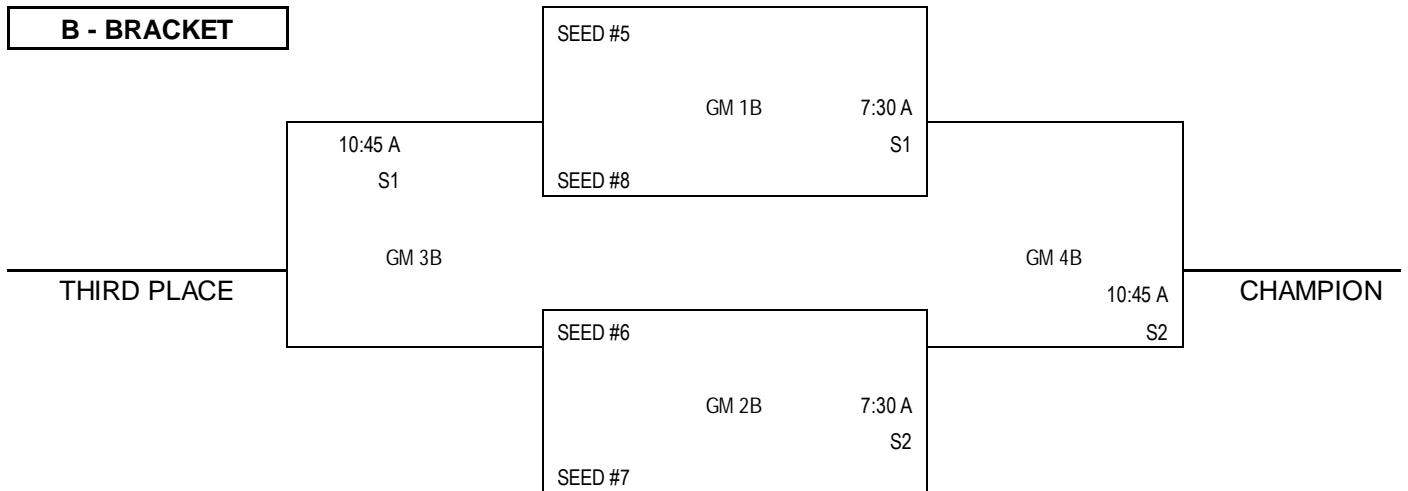 B - BRACKET
SEED #5
GM 1B 7:30 A
S1
SEED #8
10:45 A
S1
GM 3B
THIRD PLACE
GM 4B
10:45 A
S2
CHAMPION
SEED #6
GM 2B 7:30 A
S2
SEED #7